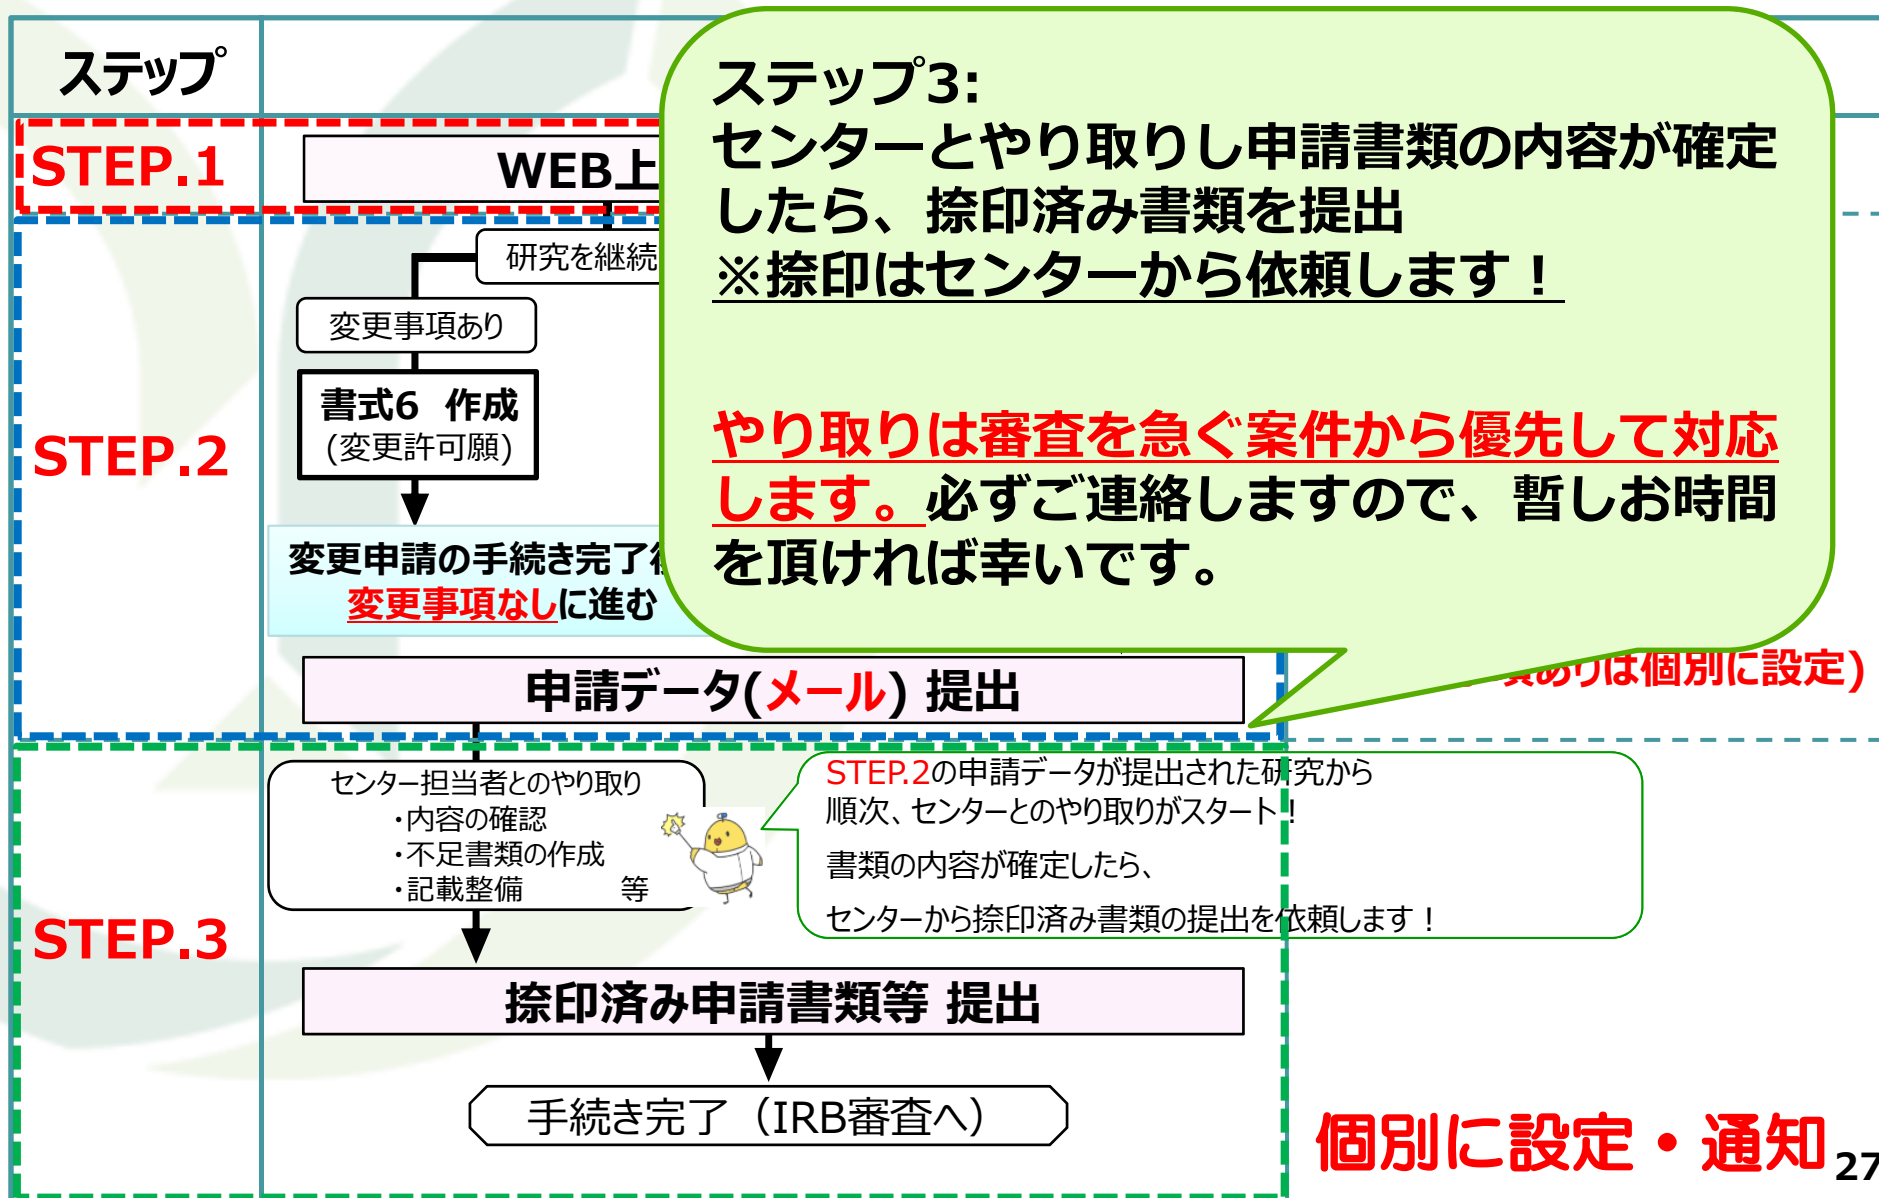 ステップ
STEP.1
WEB上
研究を継続
変更事項あり
書式6 作成
(変更許可願)
STEP.2
変更申請の手続き完了
変更事項なしに進む
申請データ(メール) 提出
ステップ3:
センターとやり取りし申請書類の内容が確定
したら、捺印済み書類を提出
※捺印はセンターから依頼します！
やり取りは審査を急ぐ案件から優先して対応
します。必ずご連絡しますので、暫しお時間
を頂ければ幸いです。
項ありは個別に設定)
STEP.3
センター担当者とのやり取り
・内容の確認
・不足書類の作成
・記載整備 等
STEP.2の申請データが提出された研究から
順次、センターとのやり取りがスタート！
書類の内容が確定したら、
センターから捺印済み書類の提出を依頼します！
捺印済み申請書類等 提出
手続き完了（IRB審査へ）
個別に設定・通知
27